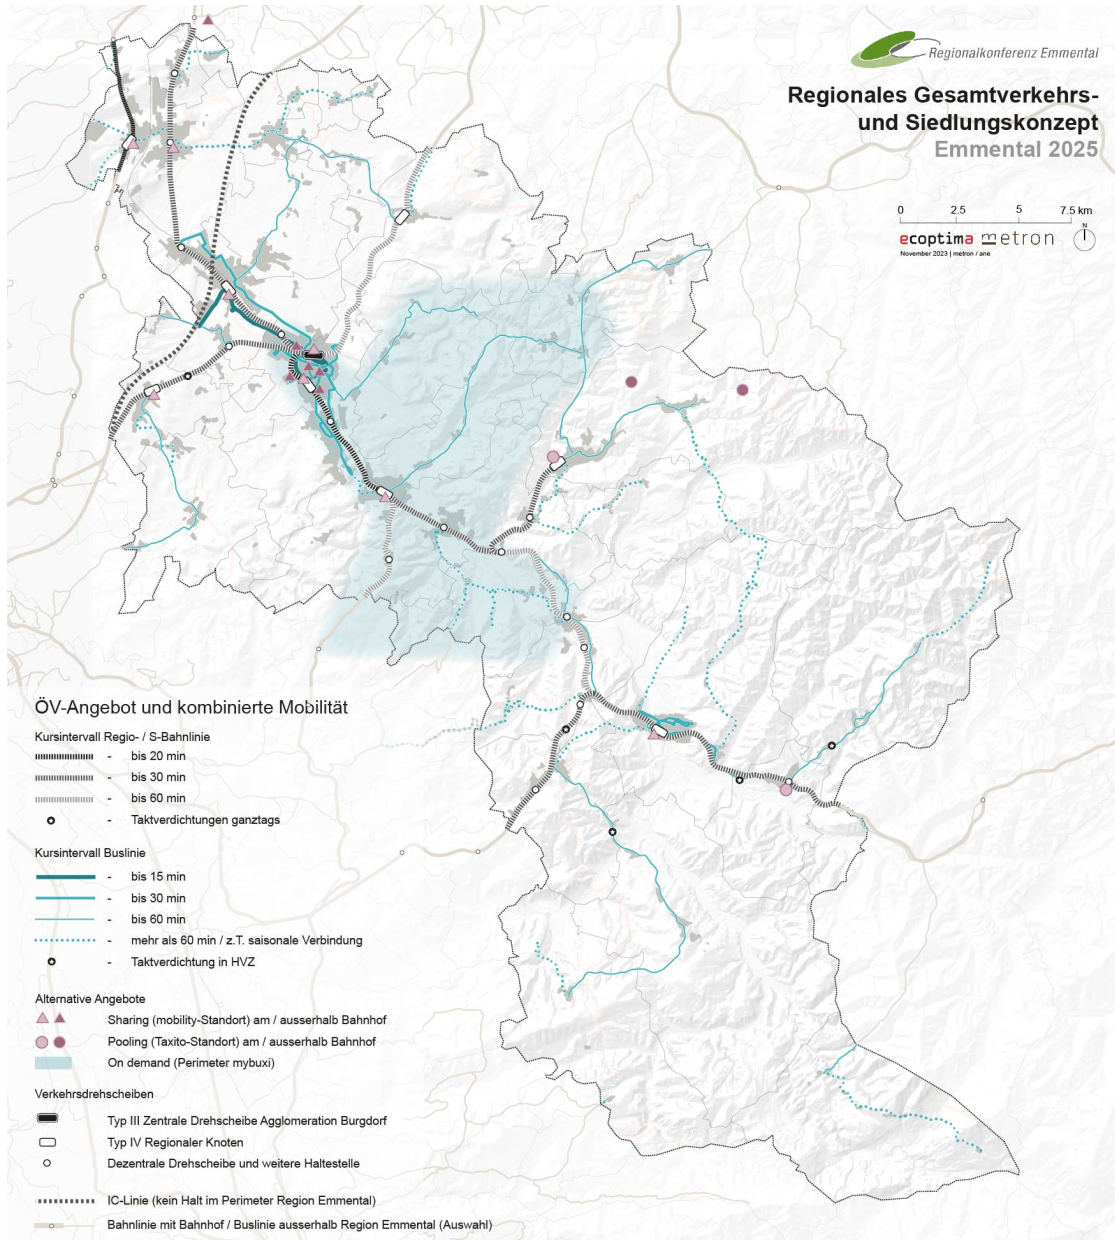 Regionalkonferenz Emmental
Regionales Gesamtverkehrs-
und Siedlungskonzept
Emmental 2025
0 2.5 5 7.5 km
ecoptima metron
N
November 2023 | metron / ane
ÖV-Angebot und kombinierte Mobilität
Kursintervall Regio- / S-Bahnlinie
- bis 20 min
- bis 30 min
- bis 60 min
- Taktverdichtungen ganztags
Kursintervall Buslinie
- bis 15 min
- bis 30 min
- bis 60 min
- mehr als 60 min / z.T. saisonale Verbindung
- Taktverdichtung in HVZ
Alternative Angebote
Sharing (mobility-Standort) am / ausserhalb Bahnhof
Pooling (Taxito-Standort) am / ausserhalb Bahnhof
On demand (Perimeter mybuxi)
Verkehrsdrehscheiben
Typ III Zentrale Drehscheibe Agglomeration Burgdorf
Typ IV Regionaler Knoten
Dezentrale Drehscheibe und weitere Haltestelle
IC-Linie (kein Halt im Perimeter Region Emmental)
Bahnlinie mit Bahnhof / Buslinie ausserhalb Region Emmental (Auswahl)